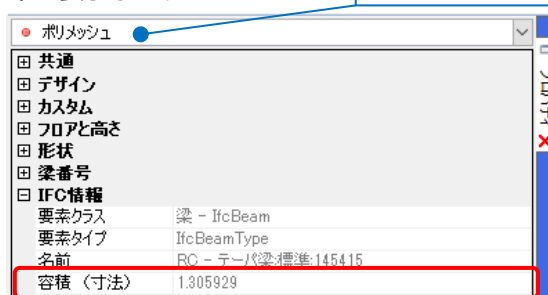 ポリメッシュ
共通
デザイン
カスタム
フロアと高さ
形状
梁番号
IFC情報
要素クラス 梁 - IfcBeam
要素タイプ IfcBeamType
名前 RC - テーパ梁:標準:145415
容積（寸法） 1.305929